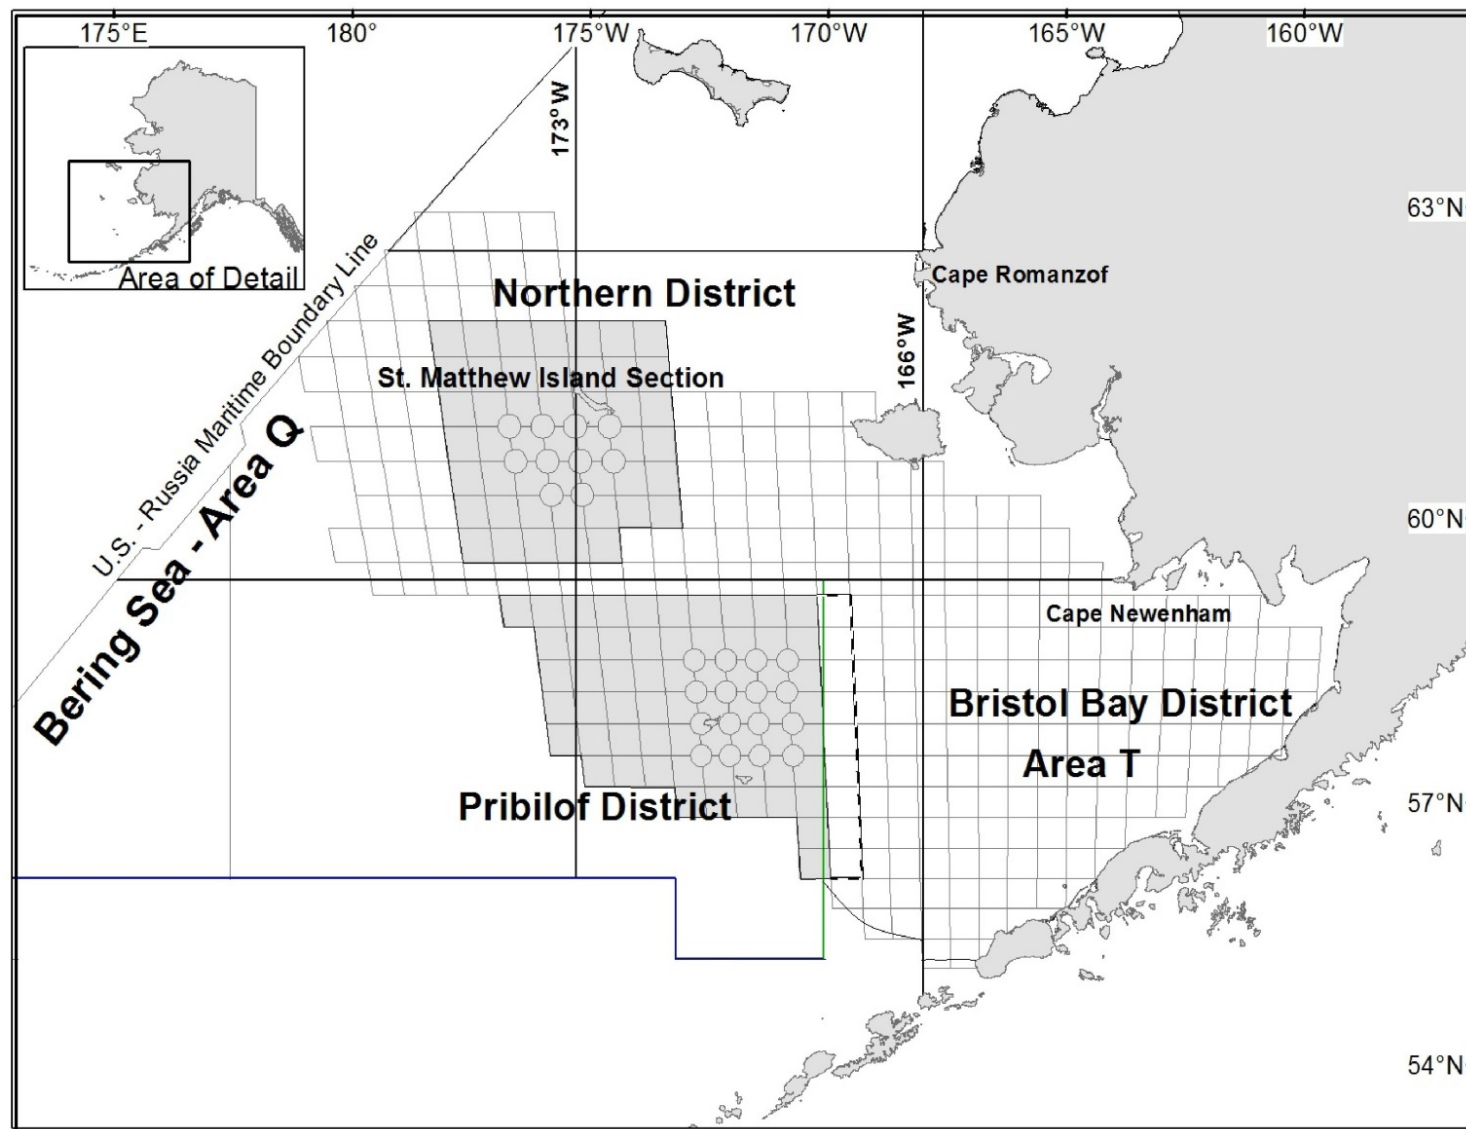 175°E 180° 175°W 170°W 165°W 160°W
173°W
63°N
Area of Detail
Cape Romanzof
Northern District
U.S. - Russia Maritime Boundary Line
166°W
St. Matthew Island Section
Bering Sea - Area Q
60°N
Cape Newenham
Bristol Bay District
Area T
Pribilof District
57°N
54°N